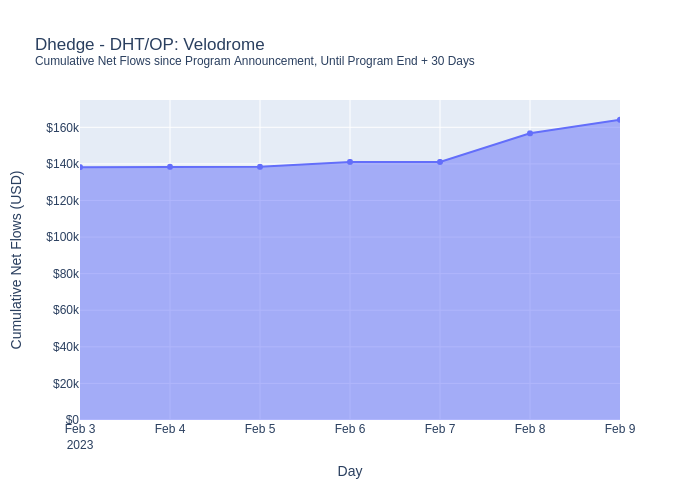 Dhedge - DHT/OP: Velodrome
Cumulative Net Flows since Program Announcement, Until Program End + 30 Days
Cumulative Net Flows (USD)
$160k
$140k
$120k
$100k
$80k
$60k
$40k
$20k
$0
Feb 3 Feb 4 Feb 5 Feb 6 Feb 7 Feb 8 Feb 9
2023
Day